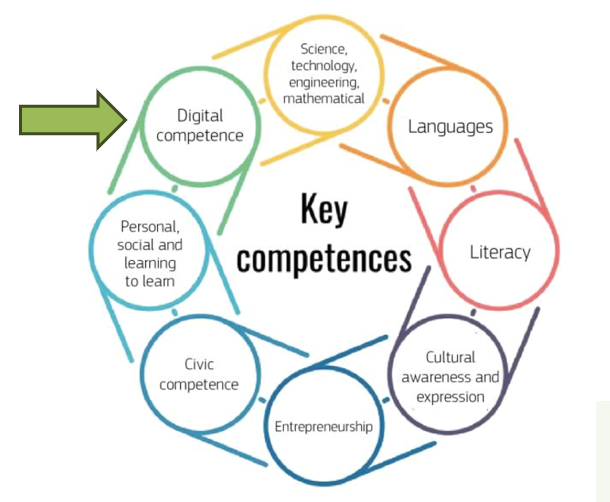 Science,
technology,
engineering,
mathematical
Digital
competence
Languages
Key
competences
Personal,
social and
learning
to learn
Literacy
Civic
competence
Cultural
awareness and
expression
Entrepreneurship